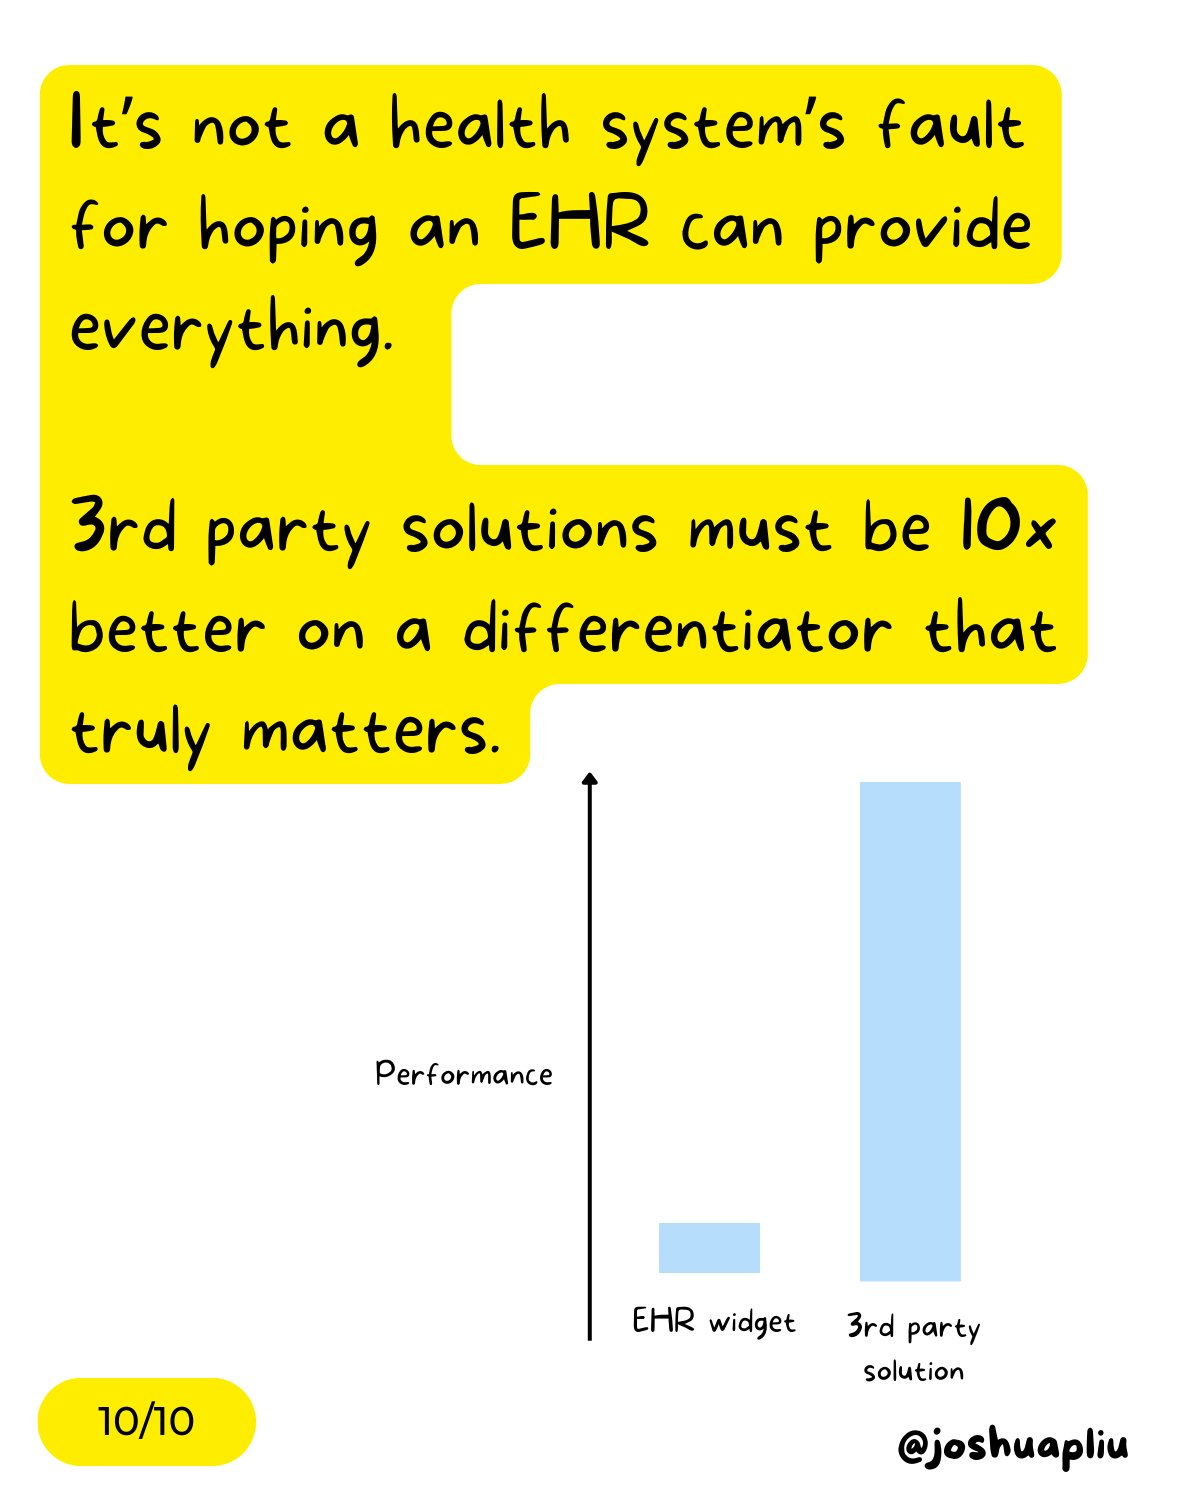 It's not a health system's fault
for hoping an EHR can provide
everything.
3rd party solutions must be 10x
better on a differentiator that
truly matters.
Performance
EHR widget
3rd party
solution
10/10
@joshuapliu